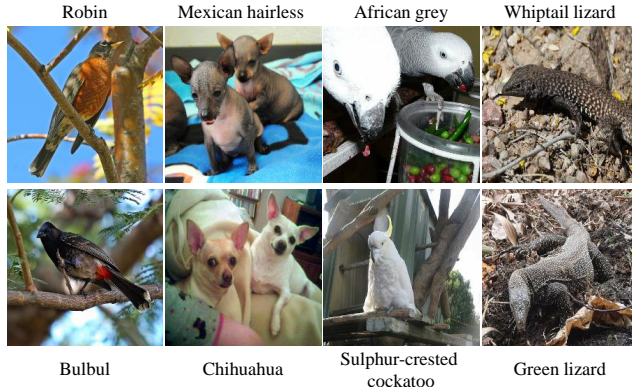 Robin
Mexican hairless
African grey
Whiptail lizard
Bulbul
Chihuahua
Sulphur-crested
cockatoo
Green lizard